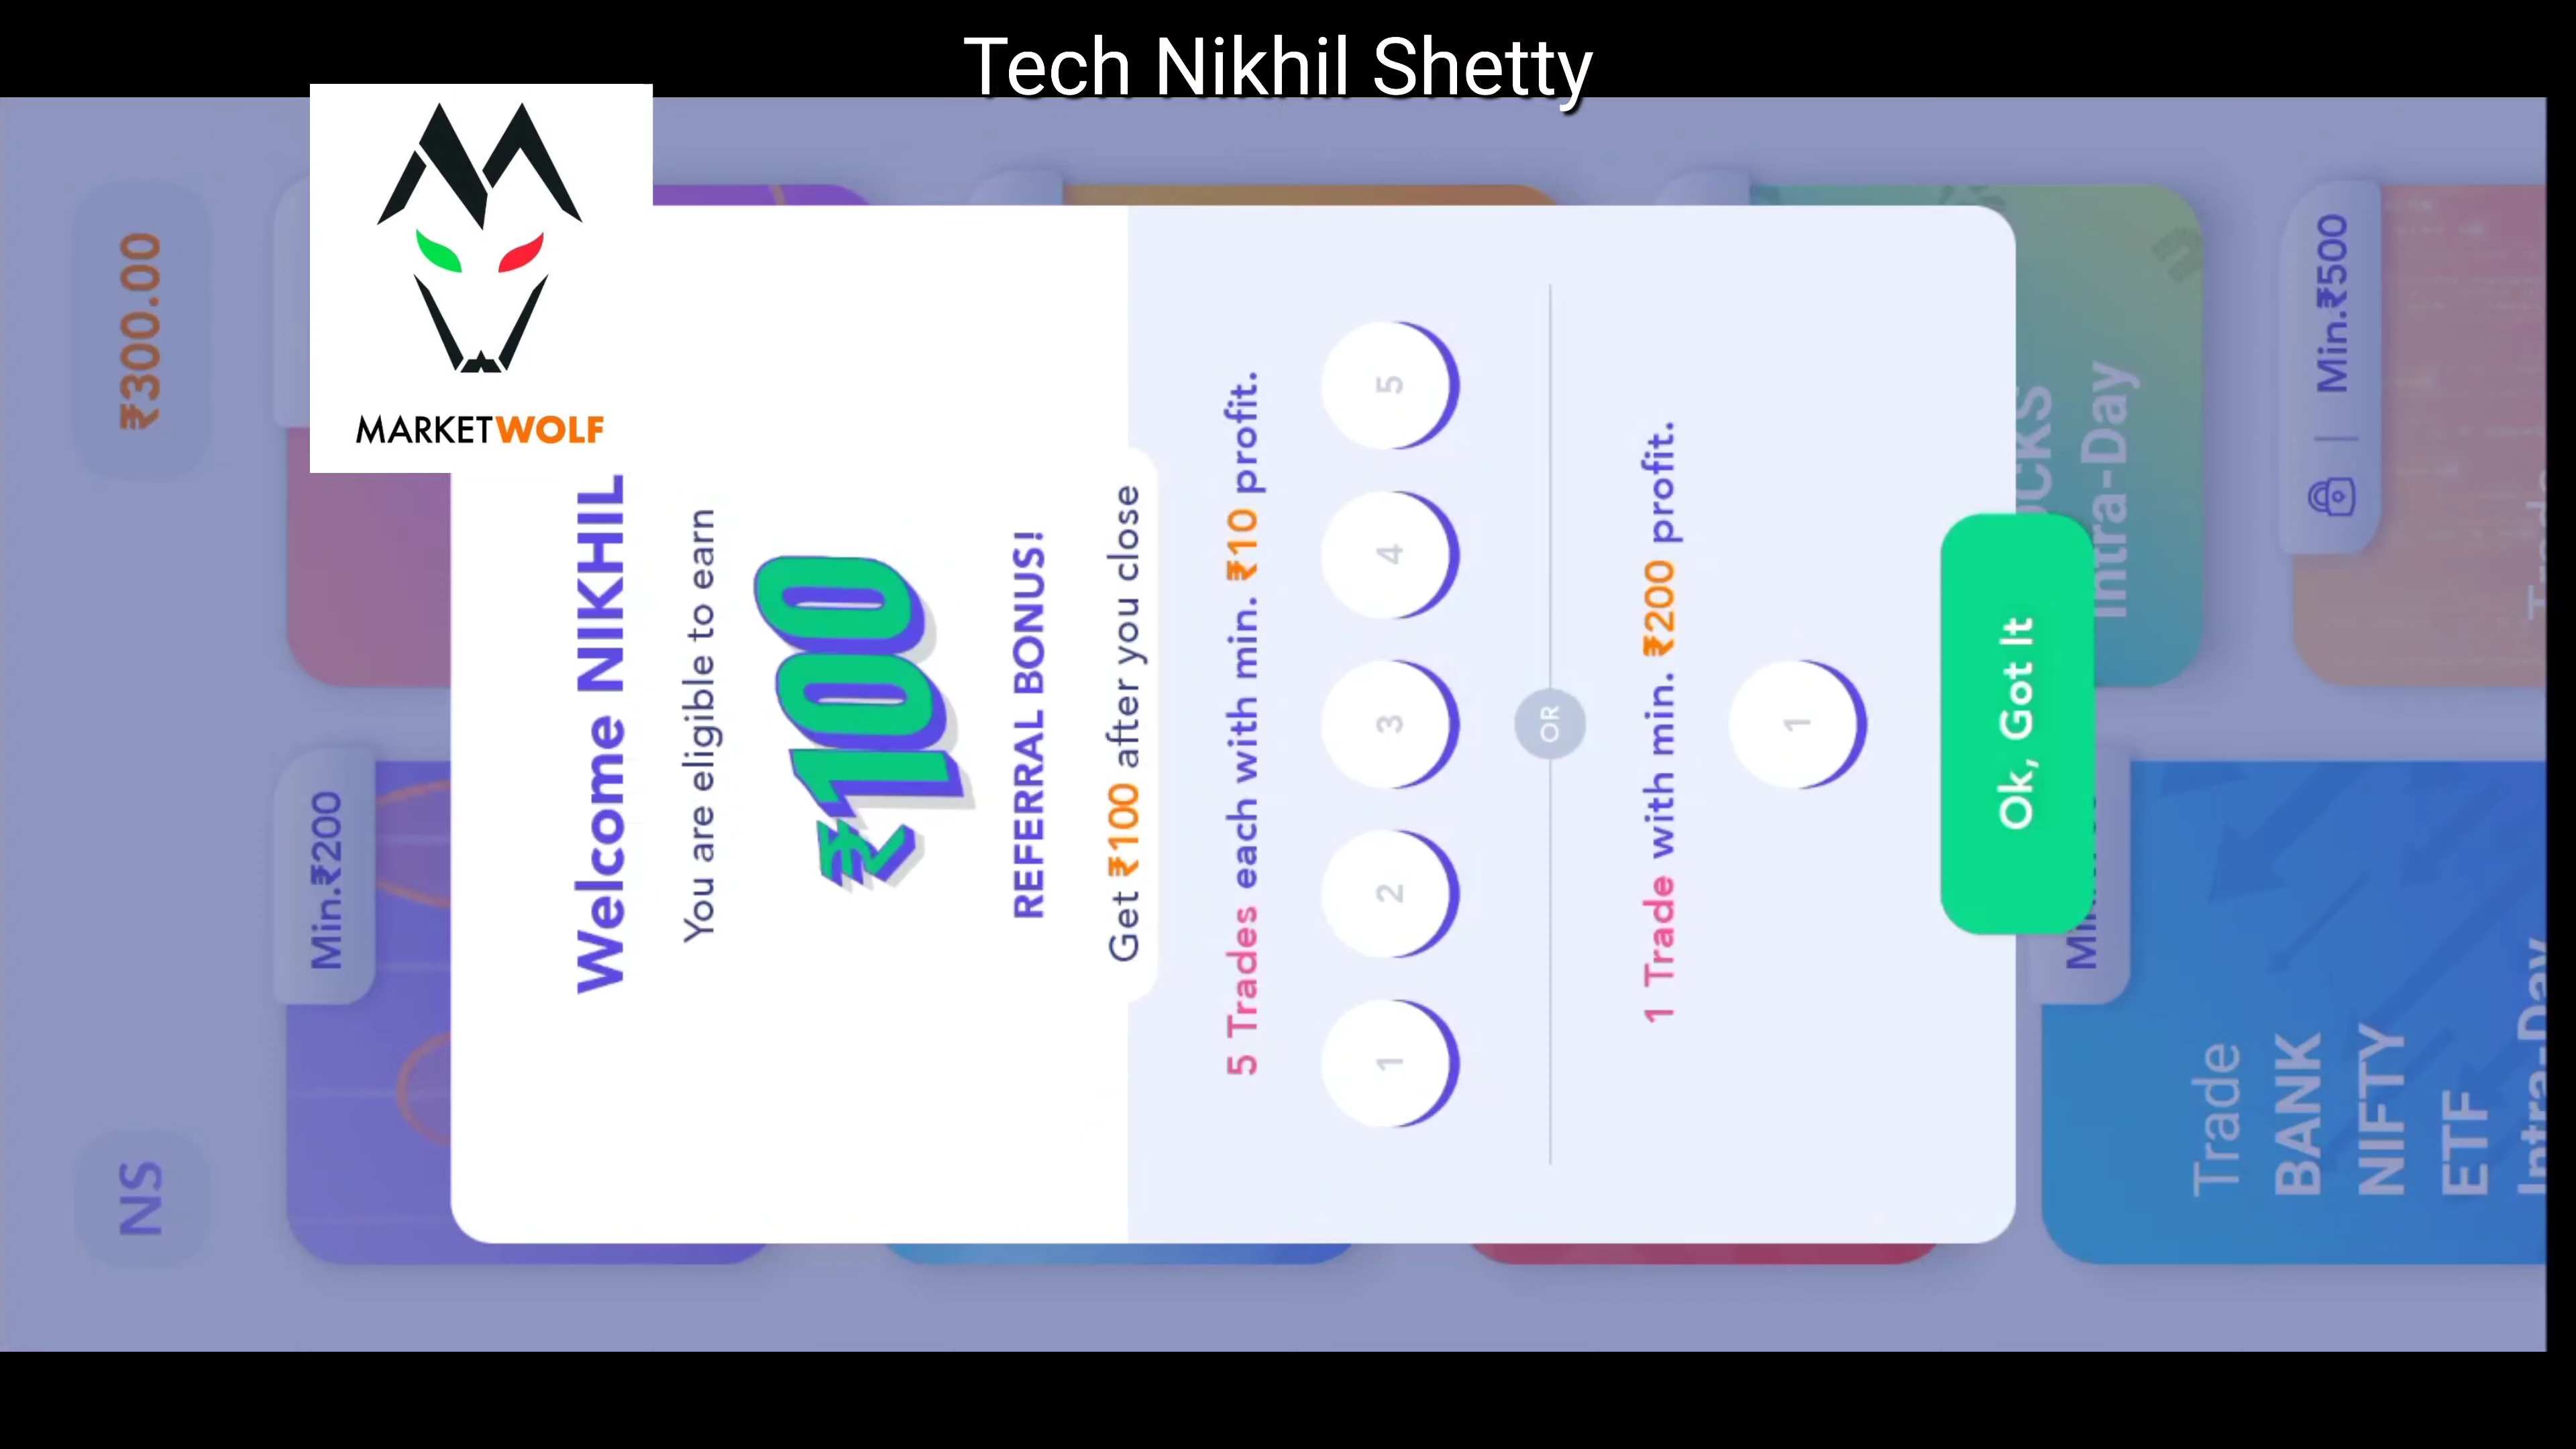 Tech Nikhil Shetty
MARKETWOLF
NS
₹300.00
Min.₹200
Welcome NIKHIL
You are eligible to earn
₹100
REFERRAL BONUS!
Get ₹100 after you close
5 Trades each with min. ₹10 profit.
1 2 3 4 5
OR
1 Trade with min. ₹200 profit.
1
Ok, Got It
Intra-Day
Min.₹500
Trade
BANK
NIFTY
ETF
Intra-Day